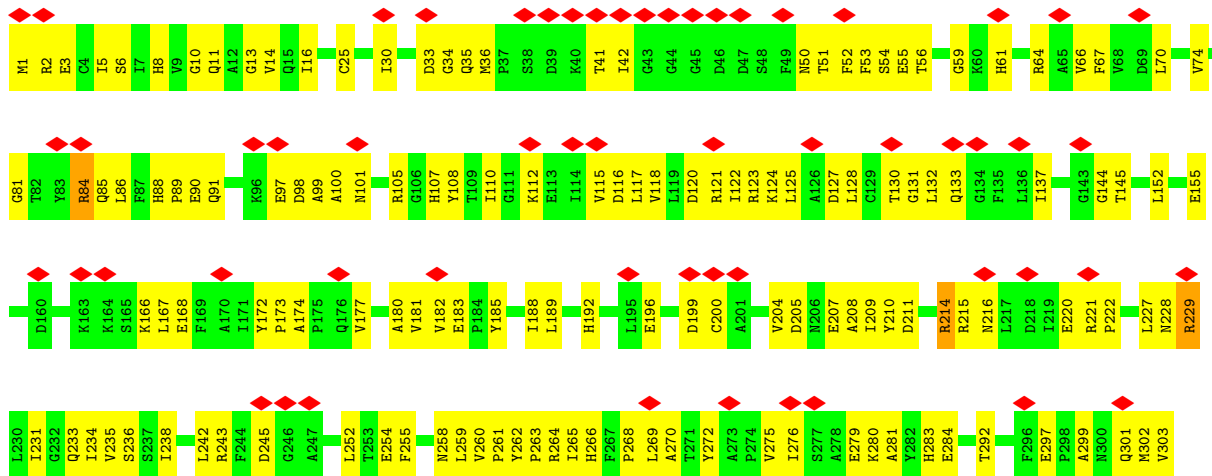 M1 R2 E3 C4 I5 S6 I7 H8 V9 G10 Q11 A12 G13 V14 Q15 I16 C25 I30 D33 G34 Q35 M36 P37 S38 D39 K40 T41 I42 G43 G44 G45 D46 D47 S48 F49 N50 T51 F52 F53 S54 E55 T56 G59 K60 H61 R64 A65 V66 F67 V68 D69 L70 V74
G81 T82 Y83 R84 Q85 L86 F87 H88 P89 E90 Q91 K96 E97 D98 A99 A100 N101 R105 G106 H107 Y108 T109 I110 G111 K112 E113 I114 V115 D116 L117 V118 L119 D120 R121 I122 R123 K124 L125 A126 D127 L128 C129 T130 G131 L132 Q133 G134 F135 L136 I137 G143 G144 T145 L152 E155
D160 K163 K164 S165 K166 L167 E168 F169 A170 I171 Y172 P173 A174 P175 Q176 V177 A180 V181 V182 E183 P184 Y185 I188 L189 H192 L195 E196 D199 C200 A201 V204 D205 N206 E207 A208 I209 Y210 D211 R214 R215 N216 L217 D218 I219 E220 R221 P222 L227 N228 R229
L230 I231 G232 Q233 I234 V235 S236 S237 I238 L242 R243 F244 D245 G246 A247 L252 T253 E254 F255 N258 L259 V260 P261 Y262 P263 R264 I265 H266 F267 P268 L269 A270 T271 Y272 A273 P274 V275 I276 S277 A278 E279 K280 A281 Y282 H283 E284 T292 F296 E297 P298 A299 N300 Q301 M302 V303